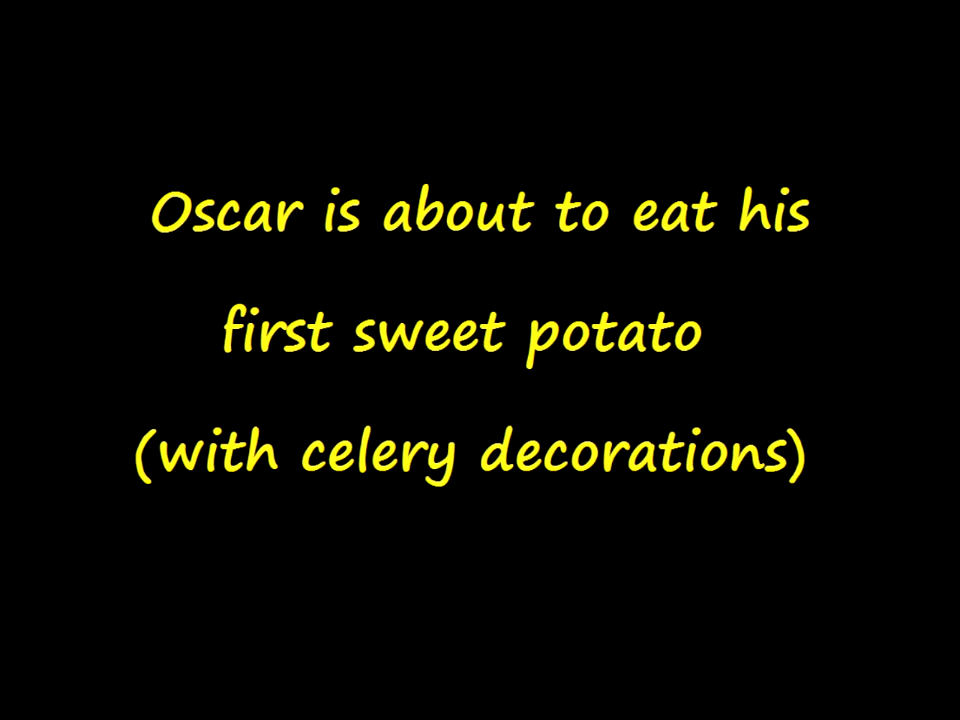 Oscar is about to eat his
first sweet potato
(with celery decorations)